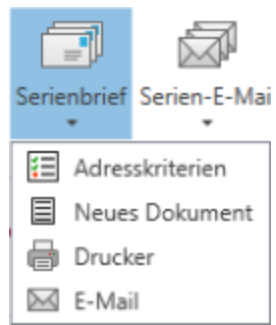 Serienbrief Serien-E-Mai
Adresskriterien
Neues Dokument
Drucker
E-Mail